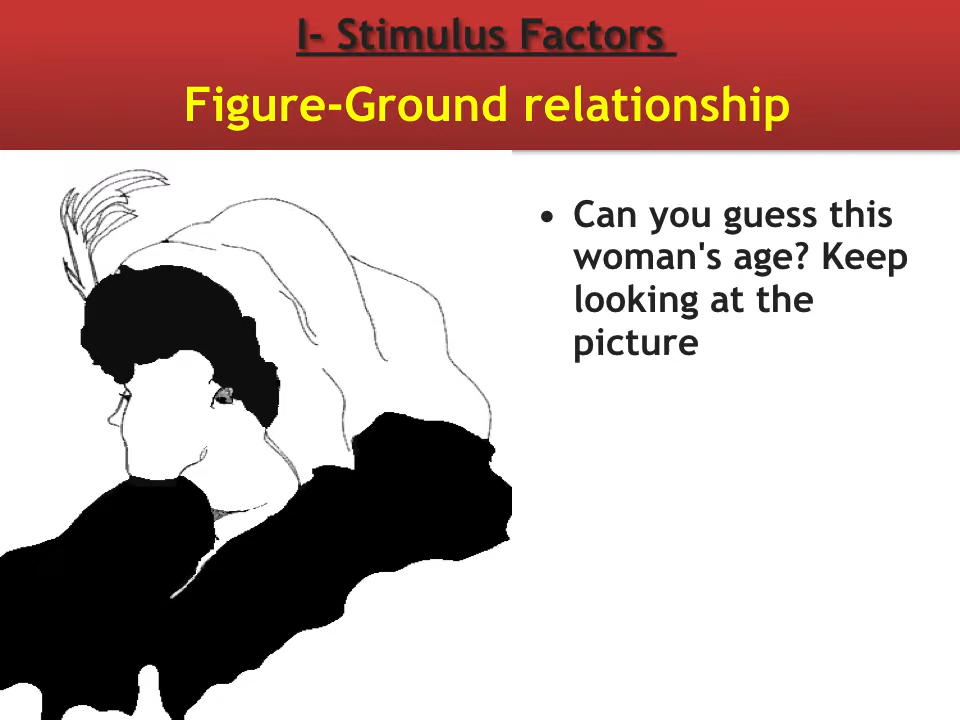 I- Stimulus Factors
Figure-Ground relationship
• Can you guess this
woman's age? Keep
looking at the
picture